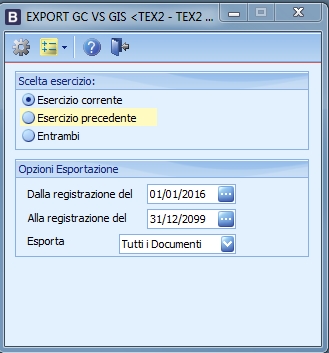 B EXPORT GC VS GIS <TEX2 - TEX2 ...
Scelta esercizio:
Esercizio corrente
Esercizio precedente
Entrambi
Opzioni Esportazione
Dalla registrazione del 01/01/2016
Alla registrazione del 31/12/2099
Esporta Tutti i Documenti